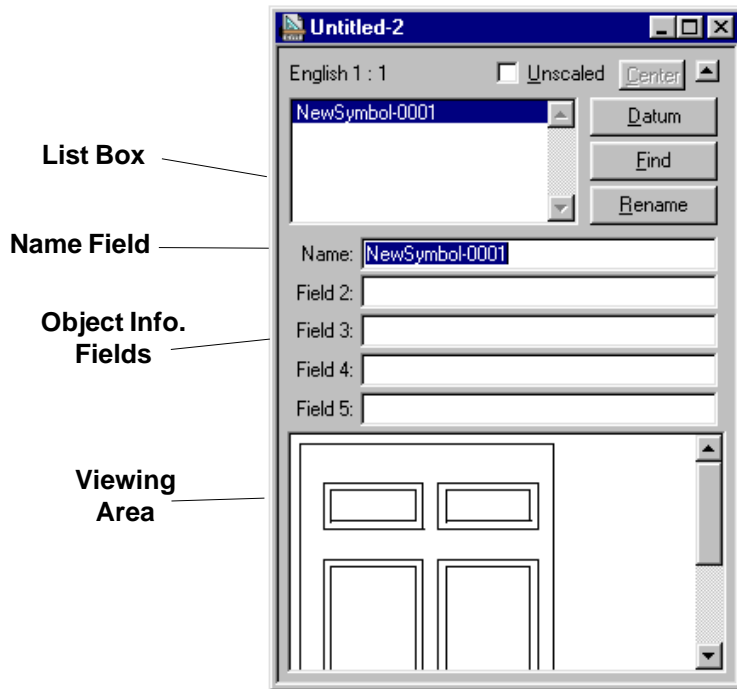 Untitled-2
English 1 : 1 Unscaled Center
NewSymbol-0001
Datum
Find
Rename
List Box
Name Field
Name: NewSymbol-0001
Field 2:
Object Info.
Fields
Field 3:
Field 4:
Field 5:
Viewing
Area